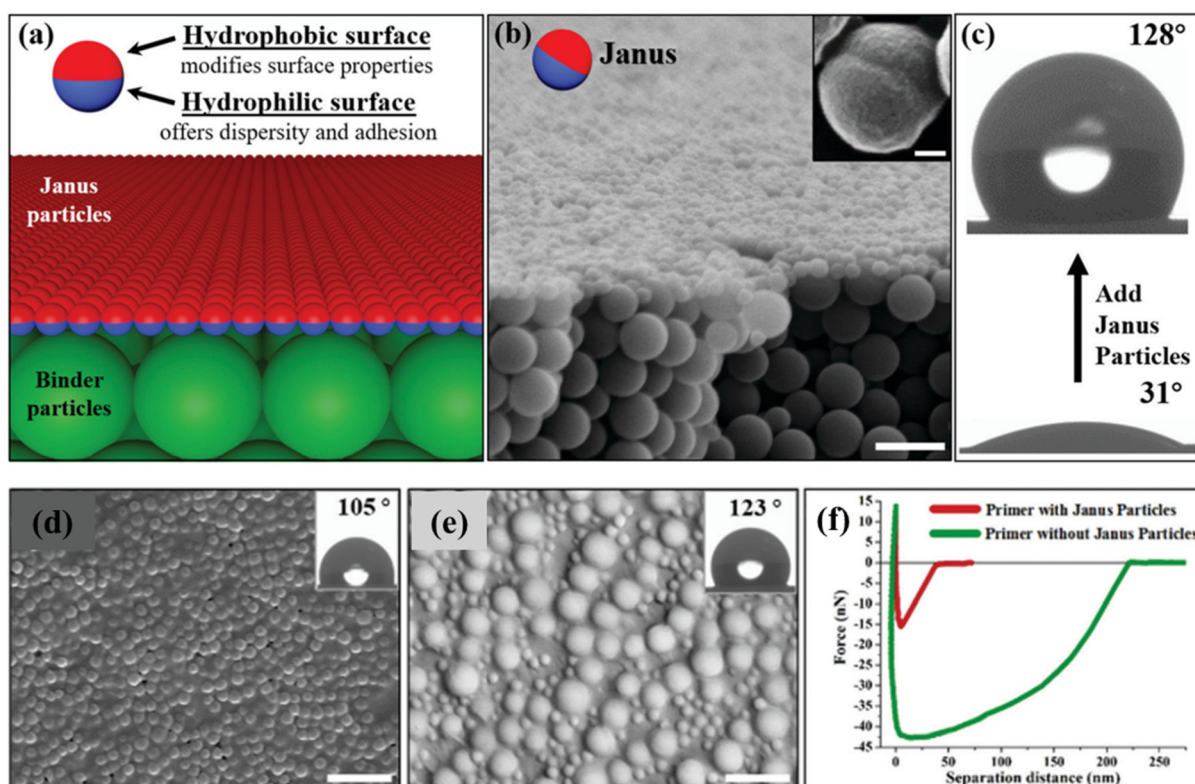 (a)
Hydrophobic surface
modifies surface properties
Hydrophilic surface
offers dispersity and adhesion
Janus
particles
Binder
particles
(b)
Janus
(c)
128°
Add
Janus
Particles
31°
(d)
105 °
(e)
123 °
(f)
15
10
5
0
-5
-10
-15
-20
-25
-30
-35
-40
-45
Force (nN)
Primer with Janus Particles
Primer without Janus Particles
0 50 100 150 200 250
Separation distance (nm)